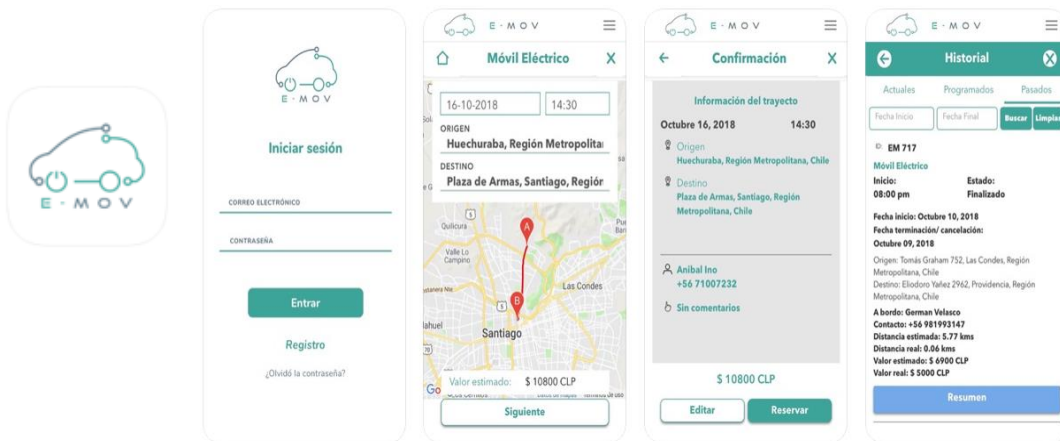 E · M O V
E · M O V
Iniciar sesión
CORREO ELECTRÓNICO
CONTRASEÑA
Entrar
Registro
¿Olvidó la contraseña?
E · M O V
Móvil Eléctrico X
16-10-2018 14:30
ORIGEN
Huechuraba, Región Metropolita
DESTINO
Plaza de Armas, Santiago, Región
5
Quilicura
Valle Lo
Campino
A
Las Condes
5
B
Santiago
70
Valor estimado: $ 10800 CLP
Siguiente
E · M O V
Confirmación X
Información del trayecto
Octubre 16, 2018 14:30
Origen
Huechuraba, Región Metropolitana, Chile
Destino
Plaza de Armas, Santiago, Región
Metropolitana, Chile
Anibal Ino
+56 71007232
Sin comentarios
$ 10800 CLP
Editar Reservar
E · M O V
Historial
Actuales Programados Pasados
Fecha Inicio Fecha Final Buscar Limpiar
EM 717
Móvil Eléctrico
Inicio: Estado:
08:00 pm Finalizado
Fecha inicio: Octubre 10, 2018
Fecha terminación/ cancelación:
Octubre 09, 2018
Origen: Tomás Graham 752, Las Condes, Región
Metropolitana, Chile
Destino: Eliodoro Yañez 2962, Providencia, Región
Metropolitana, Chile
A bordo: German Velasco
Contacto: +56 981993147
Distancia estimada: 5.77 kms
Distancia real: 0.06 kms
Valor estimado: $ 6900 CLP
Valor real: $ 5000 CLP
Resumen